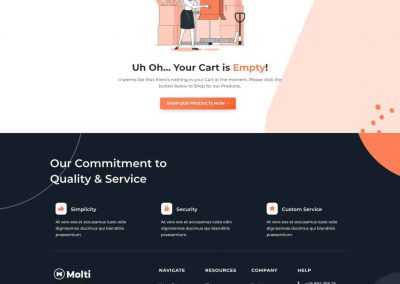 Uh Oh... Your Cart is Empty!
It seems like that there's nothing in your Cart at the moment. Please click the
button below to Shop for our Products.
SHOP OUR PRODUCTS NOW
Our Commitment to
Quality & Service
Simplicity
At vero eos et accusamus iusto odio
dignissimos ducimus qui blanditiis
praesentium.
Security
At vero eos et accusamus iusto odio
dignissimos ducimus qui blanditiis
praesentium.
Custom Service
At vero eos et accusamus iusto odio
dignissimos ducimus qui blanditiis
praesentium.
Molti
NAVIGATE
RESOURCES
COMPANY
HELP